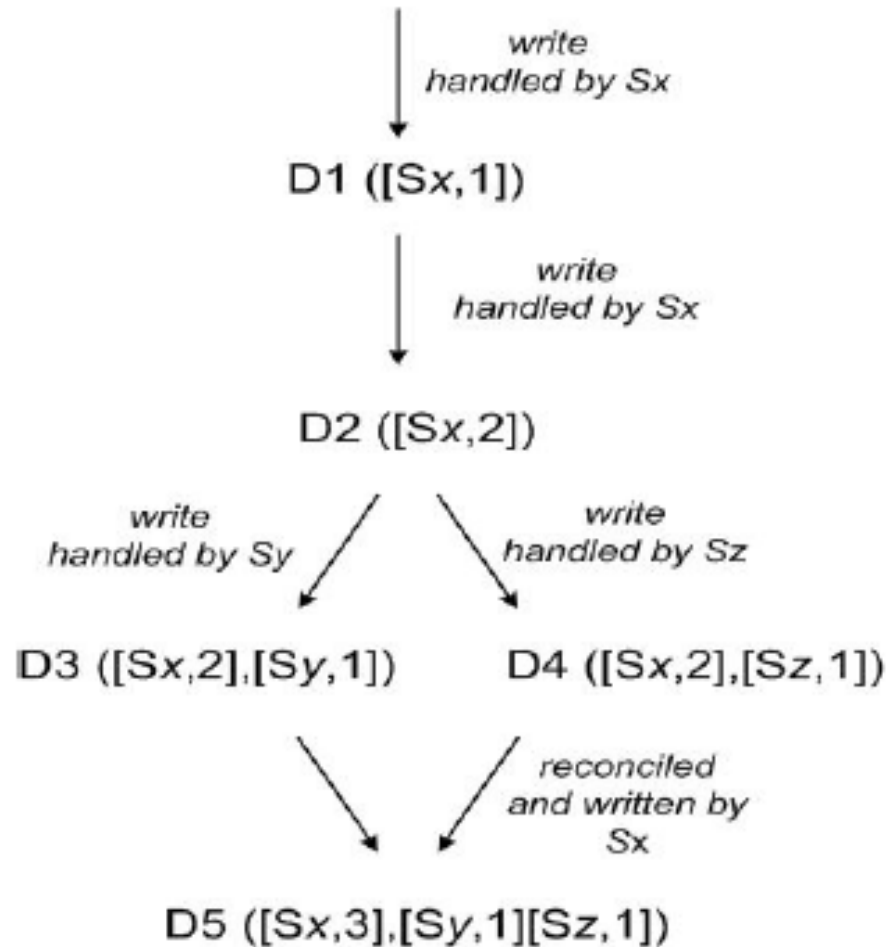 write
handled by Sx
D1 ([Sx,1])
write
handled by Sx
D2 ([Sx,2])
write
handled by Sy
write
handled by Sz
D3 ([Sx,2],[Sy,1])
D4 ([Sx,2],[Sz,1])
reconciled
and written by
Sx
D5 ([Sx,3],[Sy,1][Sz,1])